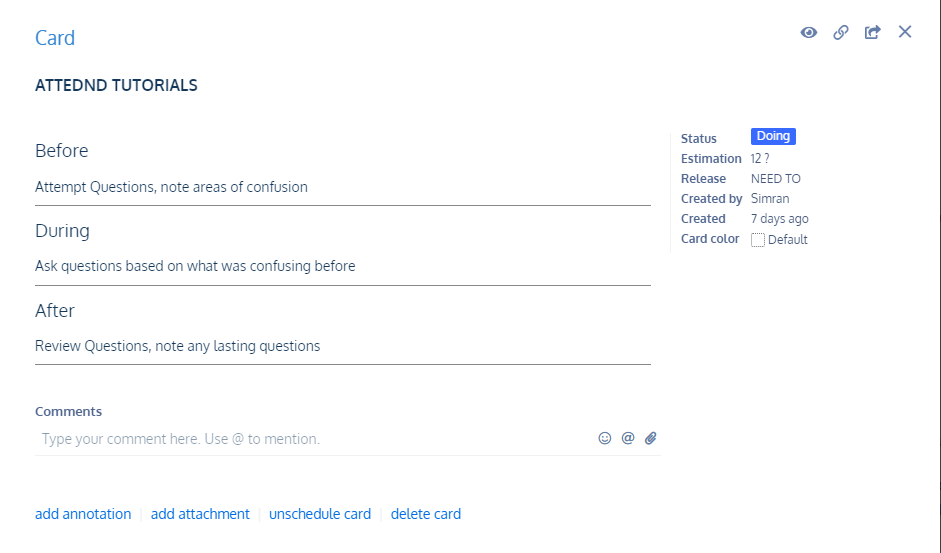 Card
ATTEDND TUTORIALS
Before
Attempt Questions, note areas of confusion
During
Ask questions based on what was confusing before
After
Review Questions, note any lasting questions
Status Doing
Estimation 12 ?
Release NEED TO
Created by Simran
Created 7 days ago
Card color Default
Comments
Type your comment here. Use @ to mention.
@
add annotation | add attachment | unschedule card | delete card